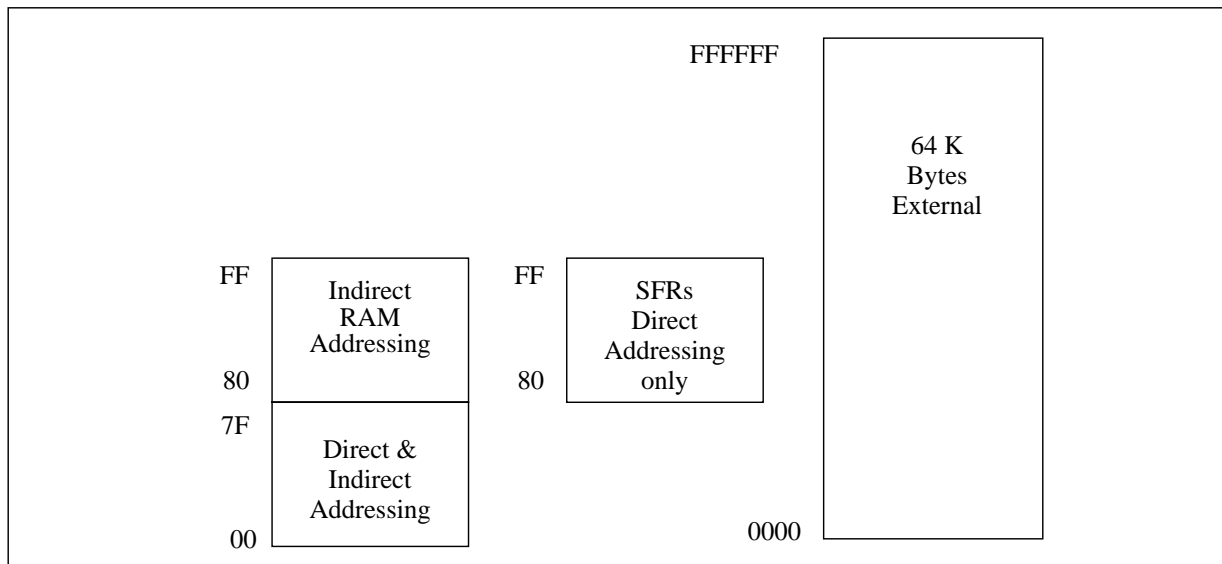 FFFFFF
64 K
Bytes
External
FF
Indirect
RAM
Addressing
80
7F
Direct &
Indirect
Addressing
00
FF
SFRs
Direct
Addressing
only
80
0000